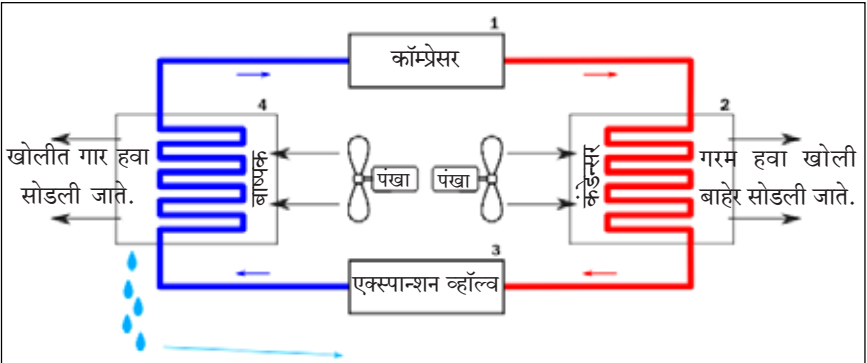 1
कॉम्प्रेसर
4
2
खोलीत गार हवा
सोडली जाते.
बाष्पक
पंखा
पंखा
कंडेन्सर
गरम हवा खोली
बाहेर सोडली जाते.
3
एक्स्पान्शन व्हॉल्व